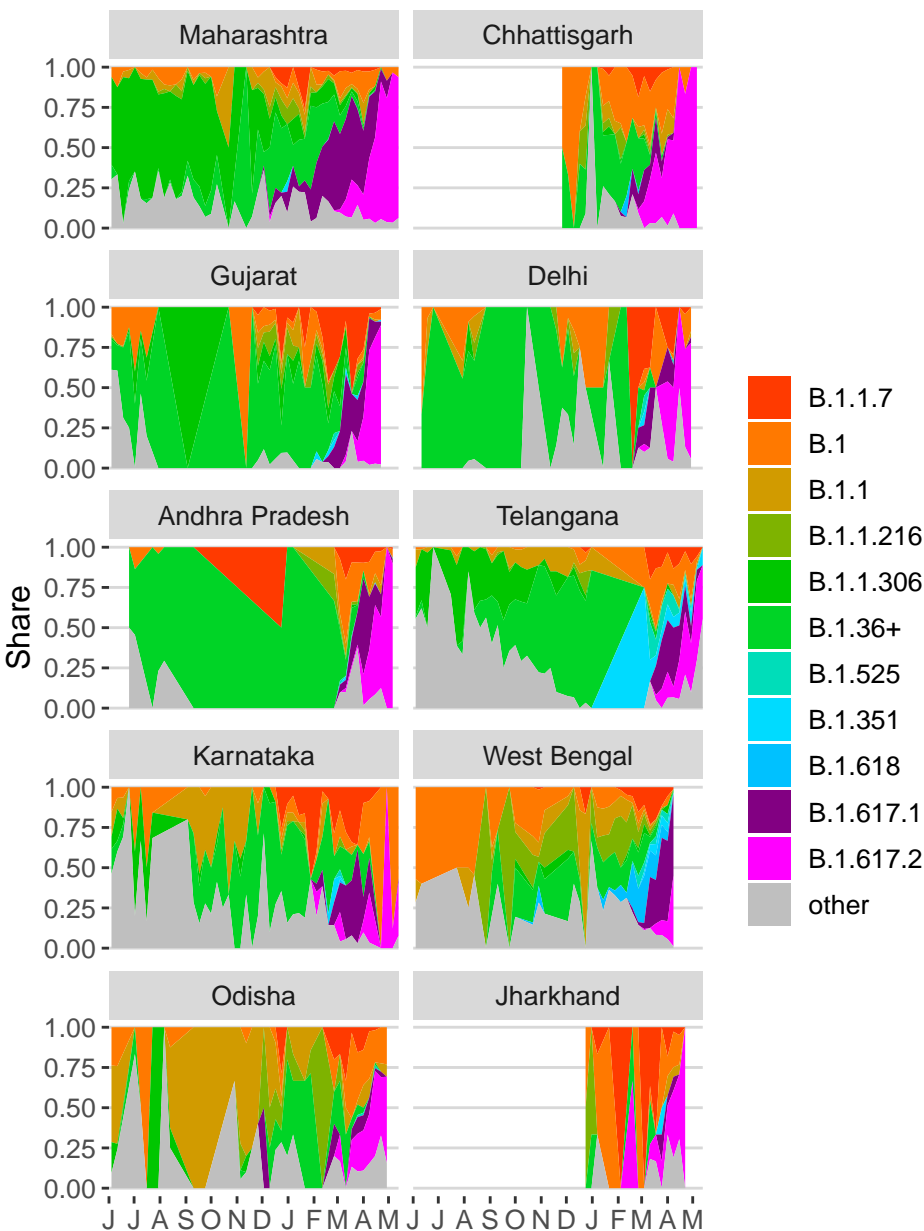 Maharashtra Chhattisgarh
1.00
0.75
0.50
0.25
0.00
Gujarat Delhi
1.00
0.75
0.50
0.25
0.00
Andhra Pradesh Telangana
1.00
0.75
0.50
0.25
0.00
Karnataka West Bengal
1.00
0.75
0.50
0.25
0.00
Odisha Jharkhand
1.00
0.75
0.50
0.25
0.00
J J A S O N D J F M A M J J A S O N D J F M A M
Share
B.1.1.7
B.1
B.1.1
B.1.1.216
B.1.1.306
B.1.36+
B.1.525
B.1.351
B.1.618
B.1.617.1
B.1.617.2
other